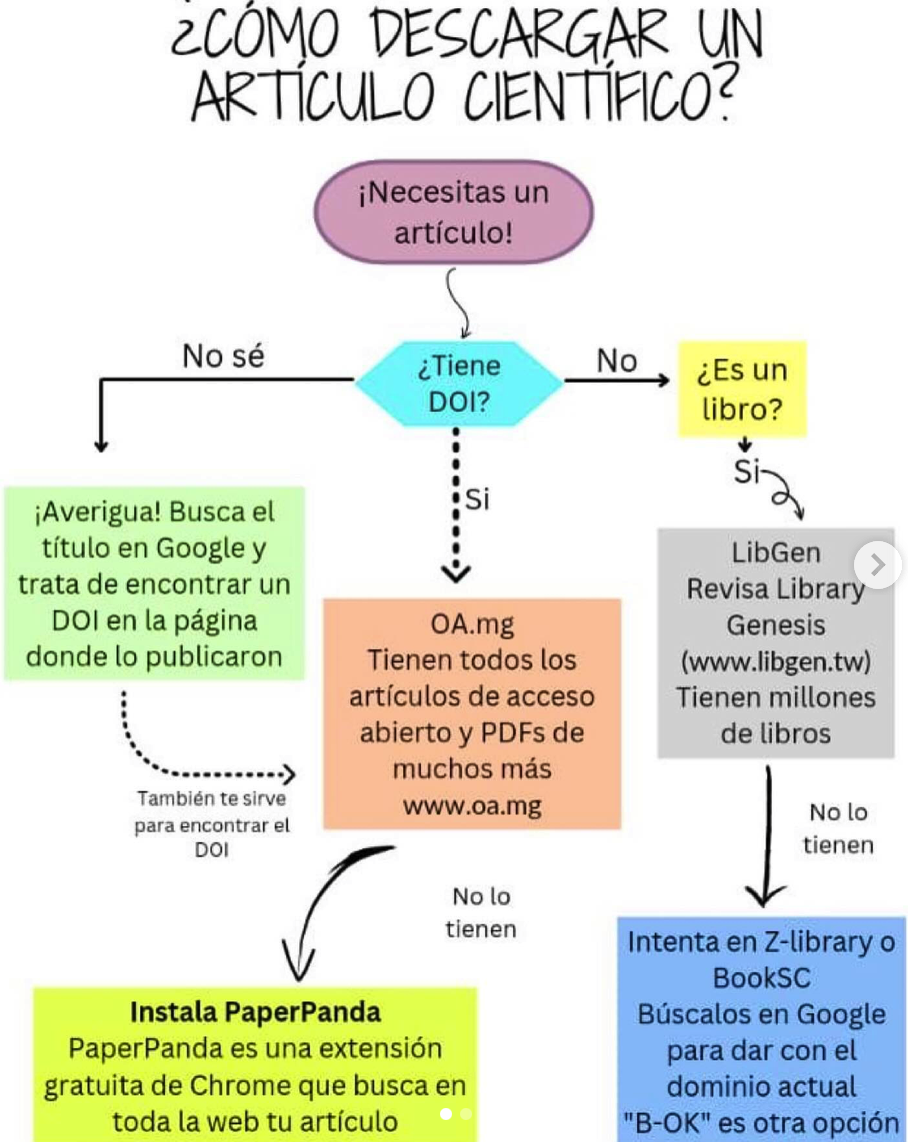 ¿CÓMO DESCARGAR UN
ARTÍCULO CIENTÍFICO?
¡Necesitas un
artículo!
No sé
¿Tiene
DOI?
No
¿Es un
libro?
Si
Si
¡Averigua! Busca el
título en Google y
trata de encontrar un
DOI en la página
donde lo publicaron
OA.mg
Tienen todos los
artículos de acceso
abierto y PDFs de
muchos más
www.oa.mg
LibGen
Revisa Library
Genesis
(www.libgen.tw)
Tienen millones
de libros
También te sirve
para encontrar el
DOI
No lo
tienen
No lo
tienen
Instala PaperPanda
PaperPanda es una extensión
gratuita de Chrome que busca en
toda la web tu artículo
Intenta en Z-library o
BookSC
Búscalos en Google
para dar con el
dominio actual
"B-OK" es otra opción